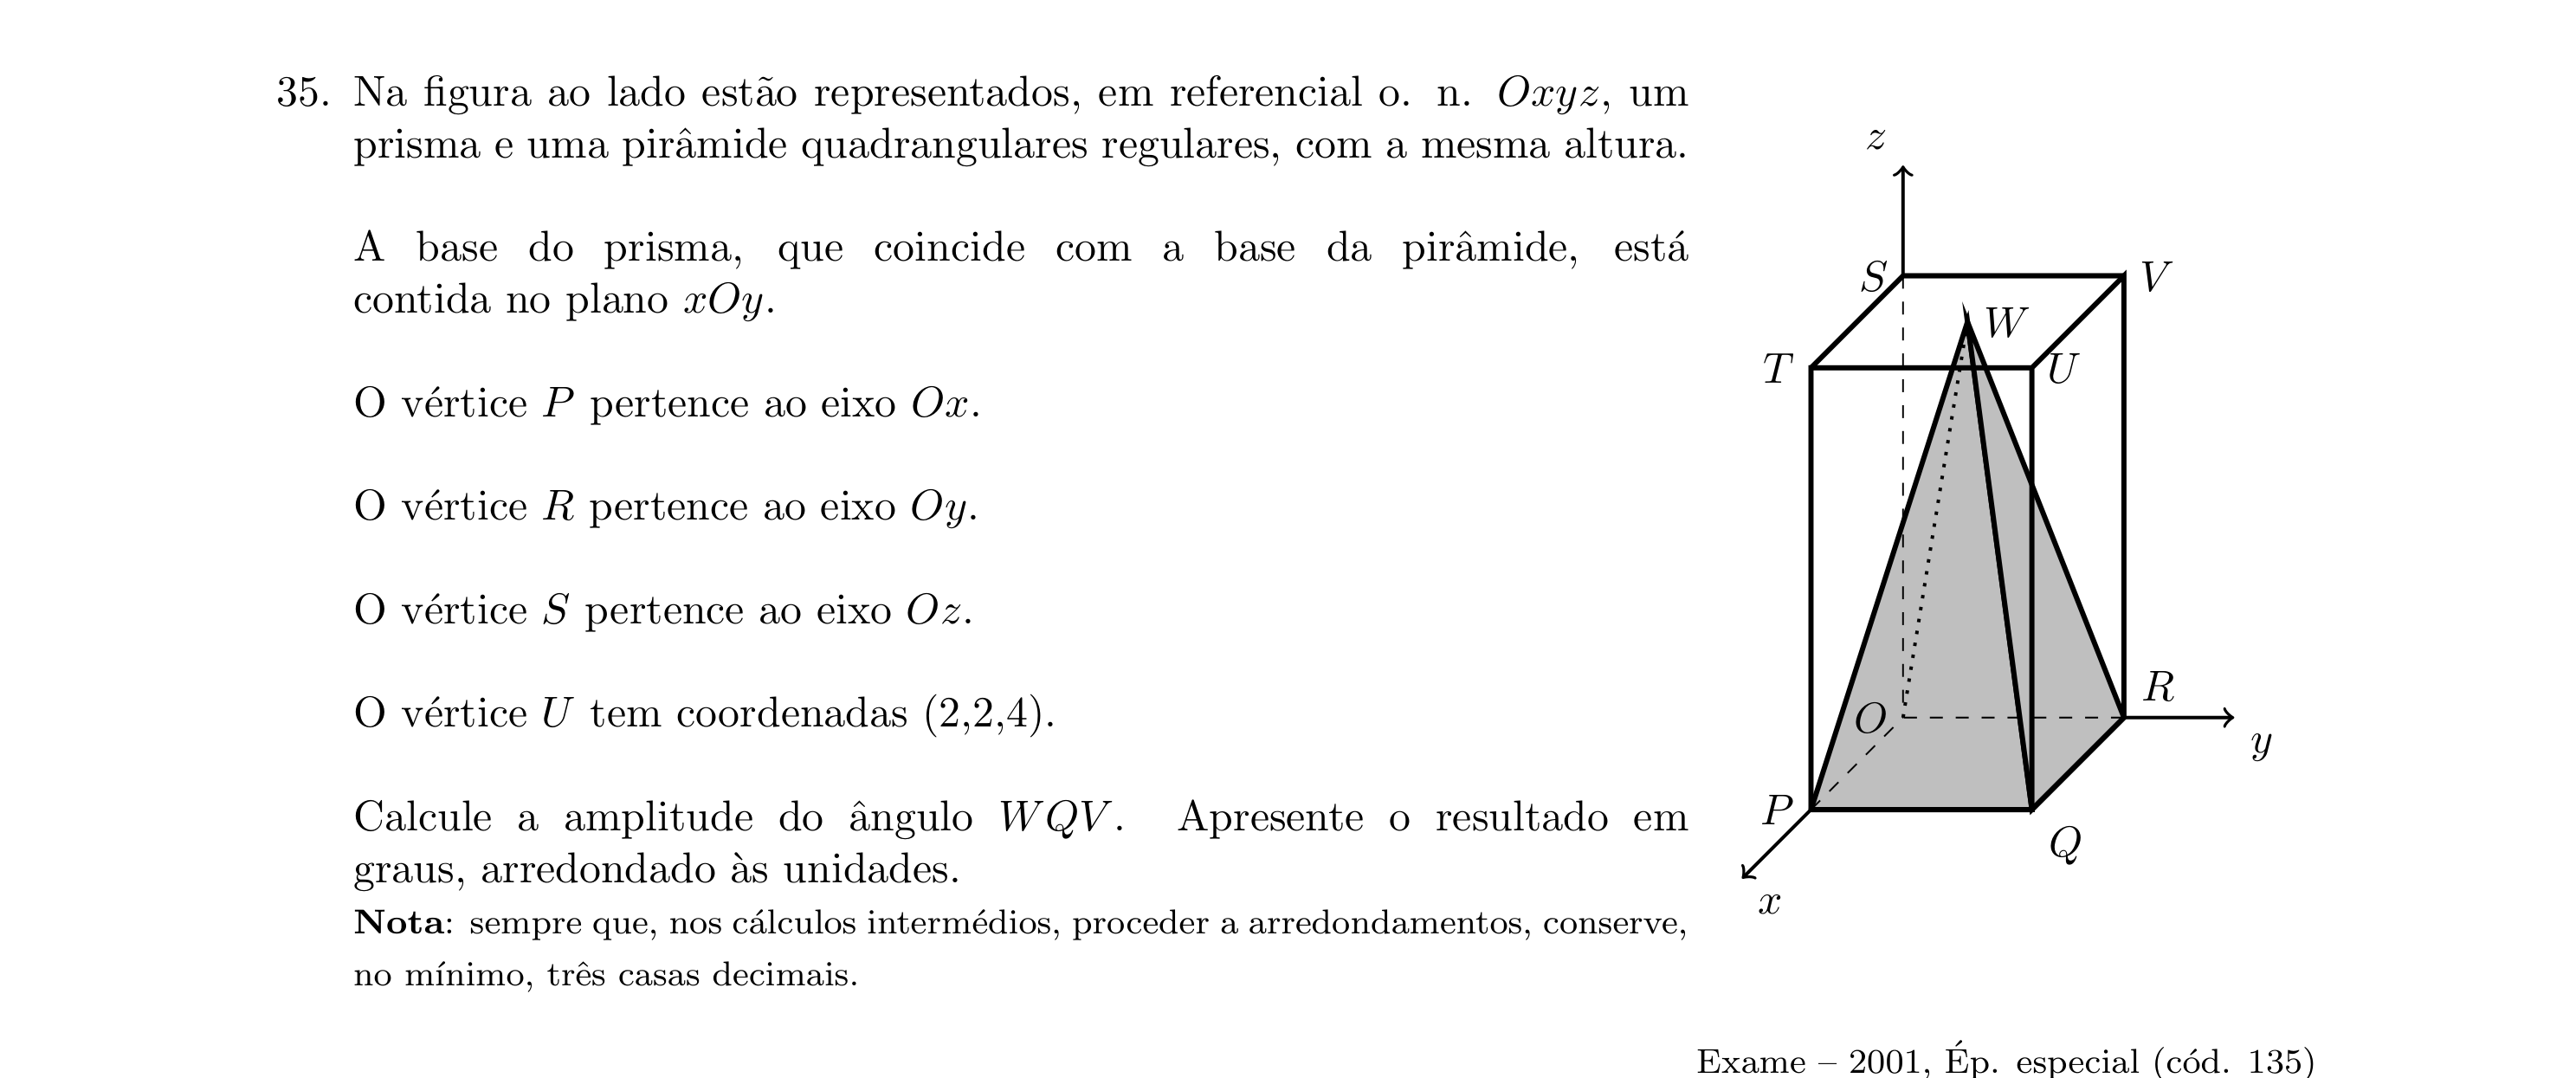 35. Na figura ao lado estão representados, em referencial o. n. Oxyz, um
prisma e uma pirâmide quadrangulares regulares, com a mesma altura.
A base do prisma, que coincide com a base da pirâmide, está
contida no plano xOy.
O vértice P pertence ao eixo Ox.
O vértice R pertence ao eixo Oy.
O vértice S pertence ao eixo Oz.
O vértice U tem coordenadas (2,2,4).
Calcule a amplitude do ângulo WQV. Apresente o resultado em
graus, arredondado às unidades.
Nota: sempre que, nos cálculos intermédios, proceder a arredondamentos, conserve,
no mínimo, três casas decimais.
z
S
V
W
T
U
R
O
y
P
Q
x
Exame – 2001, Ép. especial (cód. 135)